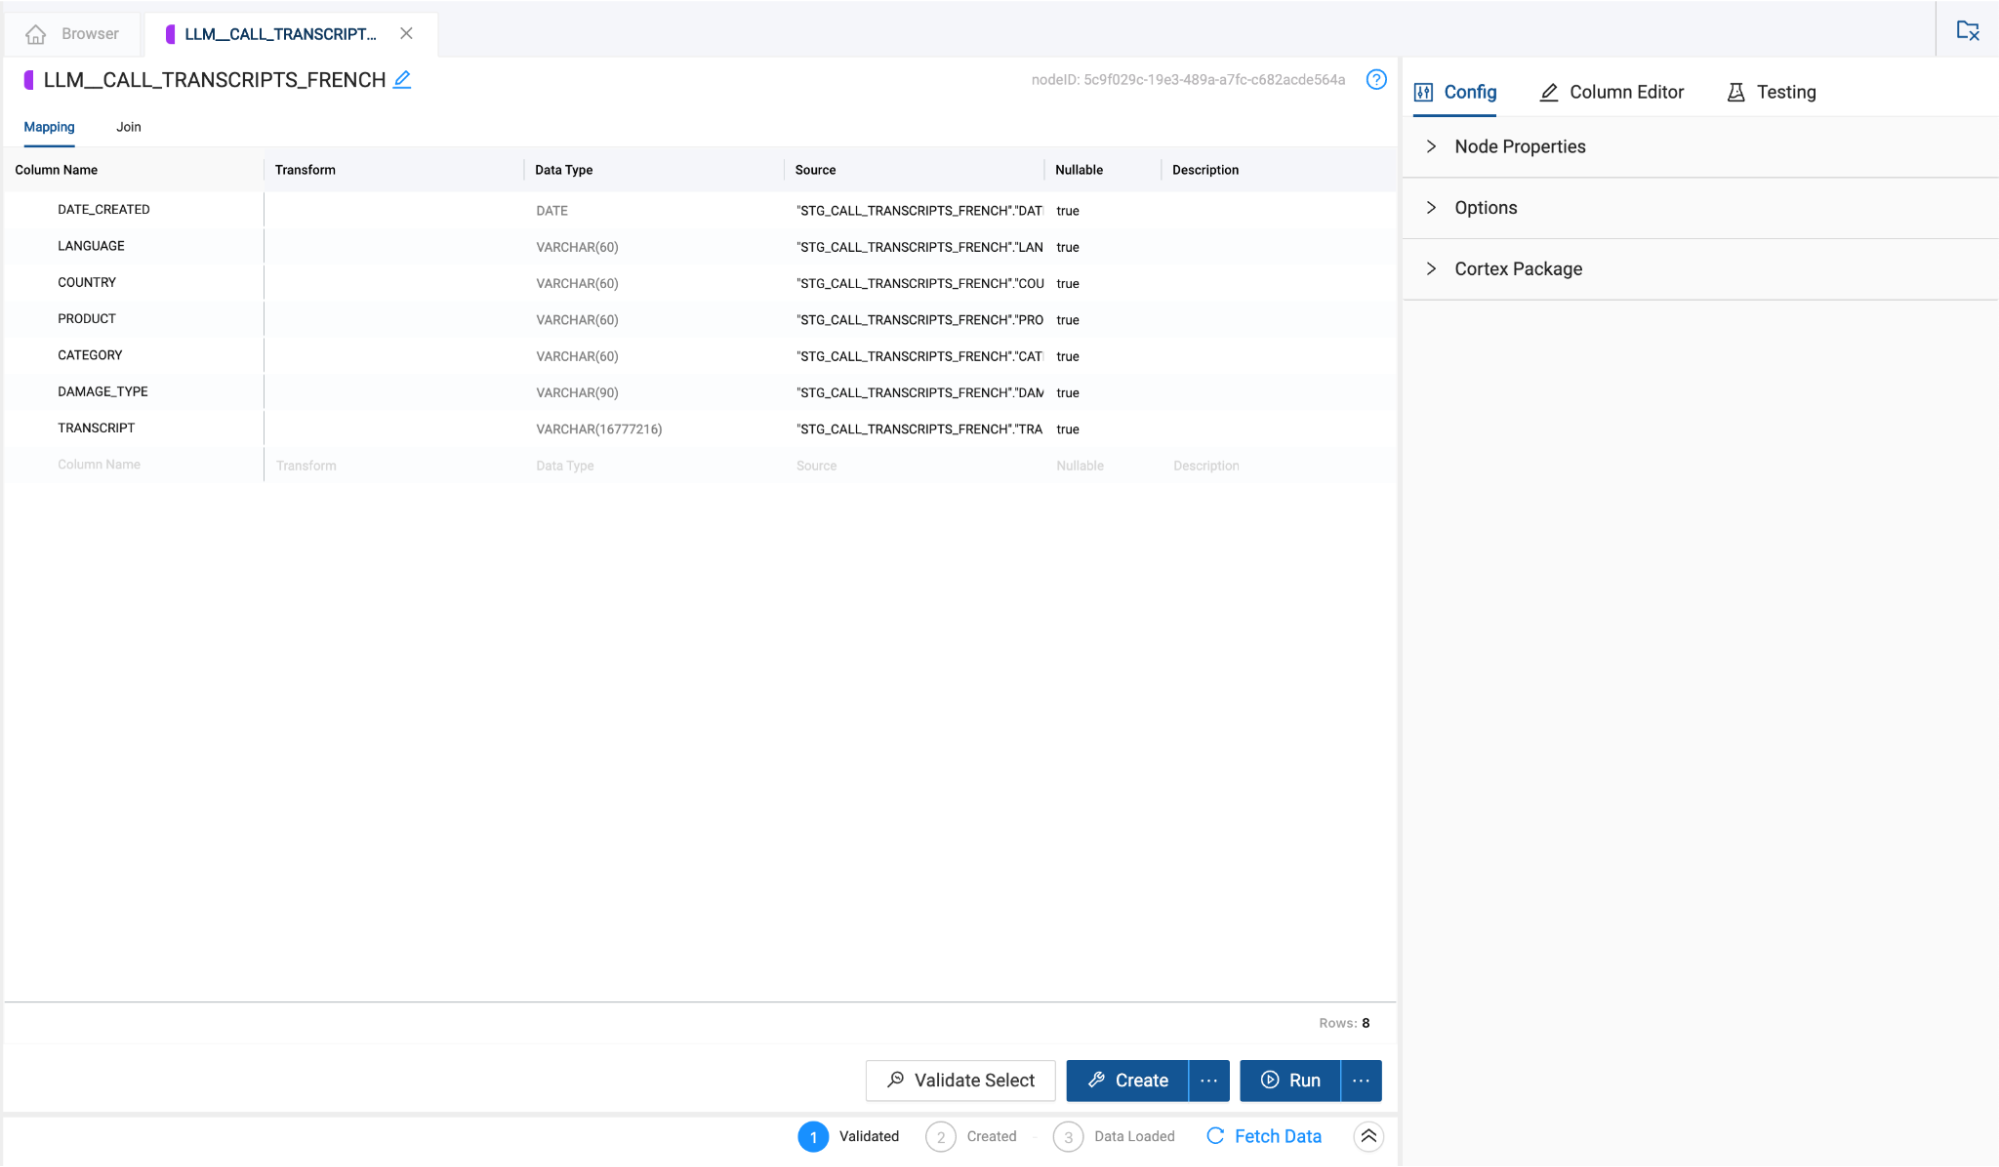 Browser
LLM__CALL_TRANSCRIPT...
LLM__CALL_TRANSCRIPTS_FRENCH
nodeID: 5c9f029c-19e3-489a-a7fc-c682acde564a
Config Column Editor Testing
Mapping Join
Node Properties
Options
Cortex Package
Column Name Transform Data Type Source Nullable Description
DATE_CREATED DATE "STG_CALL_TRANSCRIPTS_FRENCH"."DAT true
LANGUAGE VARCHAR(60) "STG_CALL_TRANSCRIPTS_FRENCH"."LAN true
COUNTRY VARCHAR(60) "STG_CALL_TRANSCRIPTS_FRENCH"."COU true
PRODUCT VARCHAR(60) "STG_CALL_TRANSCRIPTS_FRENCH"."PRO true
CATEGORY VARCHAR(60) "STG_CALL_TRANSCRIPTS_FRENCH"."CAT true
DAMAGE_TYPE VARCHAR(90) "STG_CALL_TRANSCRIPTS_FRENCH"."DAM true
TRANSCRIPT VARCHAR(16777216) "STG_CALL_TRANSCRIPTS_FRENCH"."TRA true
Column Name Transform Data Type Source Nullable Description
Rows: 8
Validate Select Create ... Run ...
1 Validated 2 Created 3 Data Loaded Fetch Data